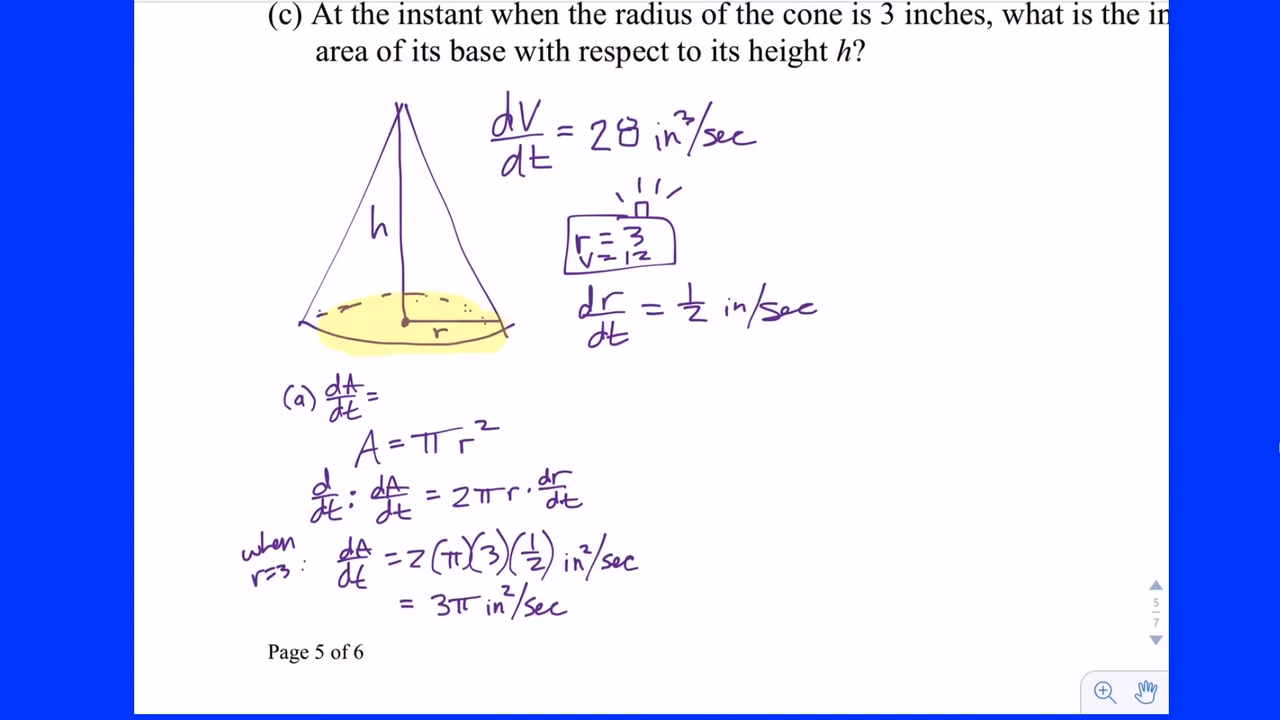 (c) At the instant when the radius of the cone is 3 inches, what is the in
area of its base with respect to its height h?
dV/dt = 28 in³/sec
h
r = 3
V = 12
dr/dt = 1/2 in/sec
r
(a) dA/dt =
A = πr²
d/dt : dA/dt = 2πr · dr/dt
when r=3 : dA/dt = 2(π)(3)(1/2) in²/sec
= 3π in²/sec
5
7
Page 5 of 6